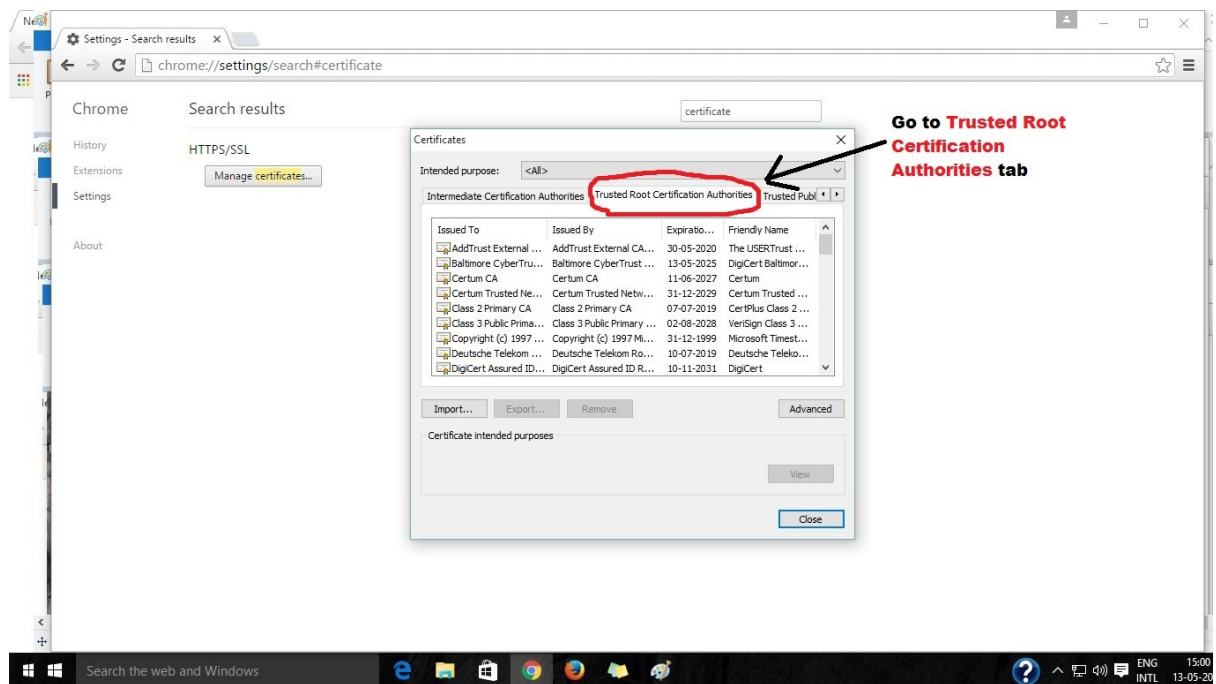 Settings - Search results
chrome://settings/search#certificate
Chrome
Search results
certificate
History
Extensions
Settings
About
HTTPS/SSL
Manage certificates...
Go to Trusted Root
Certification
Authorities tab
Certificates
Intended purpose:
<All>
Intermediate Certification Authorities
Trusted Root Certification Authorities
Trusted Publ
Issued To Issued By Expiratio... Friendly Name
AddTrust External ... AddTrust External CA... 30-05-2020 The USERTrust ...
Baltimore CyberTru... Baltimore CyberTrust ... 13-05-2025 DigiCert Baltimor...
Certum CA Certum CA 11-06-2027 Certum
Certum Trusted Ne... Certum Trusted Netw... 31-12-2029 Certum Trusted ...
Class 2 Primary CA Class 2 Primary CA 07-07-2019 CertPlus Class 2 ...
Class 3 Public Prima... Class 3 Public Primary ... 02-08-2028 VeriSign Class 3 ...
Copyright (c) 1997 ... Copyright (c) 1997 Mi... 31-12-1999 Microsoft Timest...
Deutsche Telekom ... Deutsche Telekom Ro... 10-07-2019 Deutsche Teleko...
DigiCert Assured ID... DigiCert Assured ID R... 10-11-2031 DigiCert
Import... Export... Remove Advanced
Certificate intended purposes
View
Close
Search the web and Windows
ENG
INTL
15:00
13-05-20